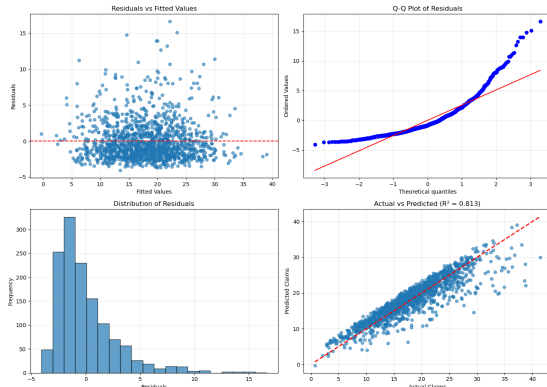 Residuals vs Fitted Values
Residuals
15
10
5
0
−5
0 5 10 15 20 25 30 35 40
Fitted Values
Q-Q Plot of Residuals
Ordered Values
15
10
5
0
−5
−3 −2 −1 0 1 2 3
Theoretical quantiles
Distribution of Residuals
Frequency
300
250
200
150
100
50
0
−5 0 5 10 15
Residuals
Actual vs Predicted (R² = 0.813)
Predicted Claims
40
30
20
10
0
0 5 10 15 20 25 30 35 40
Actual Claims